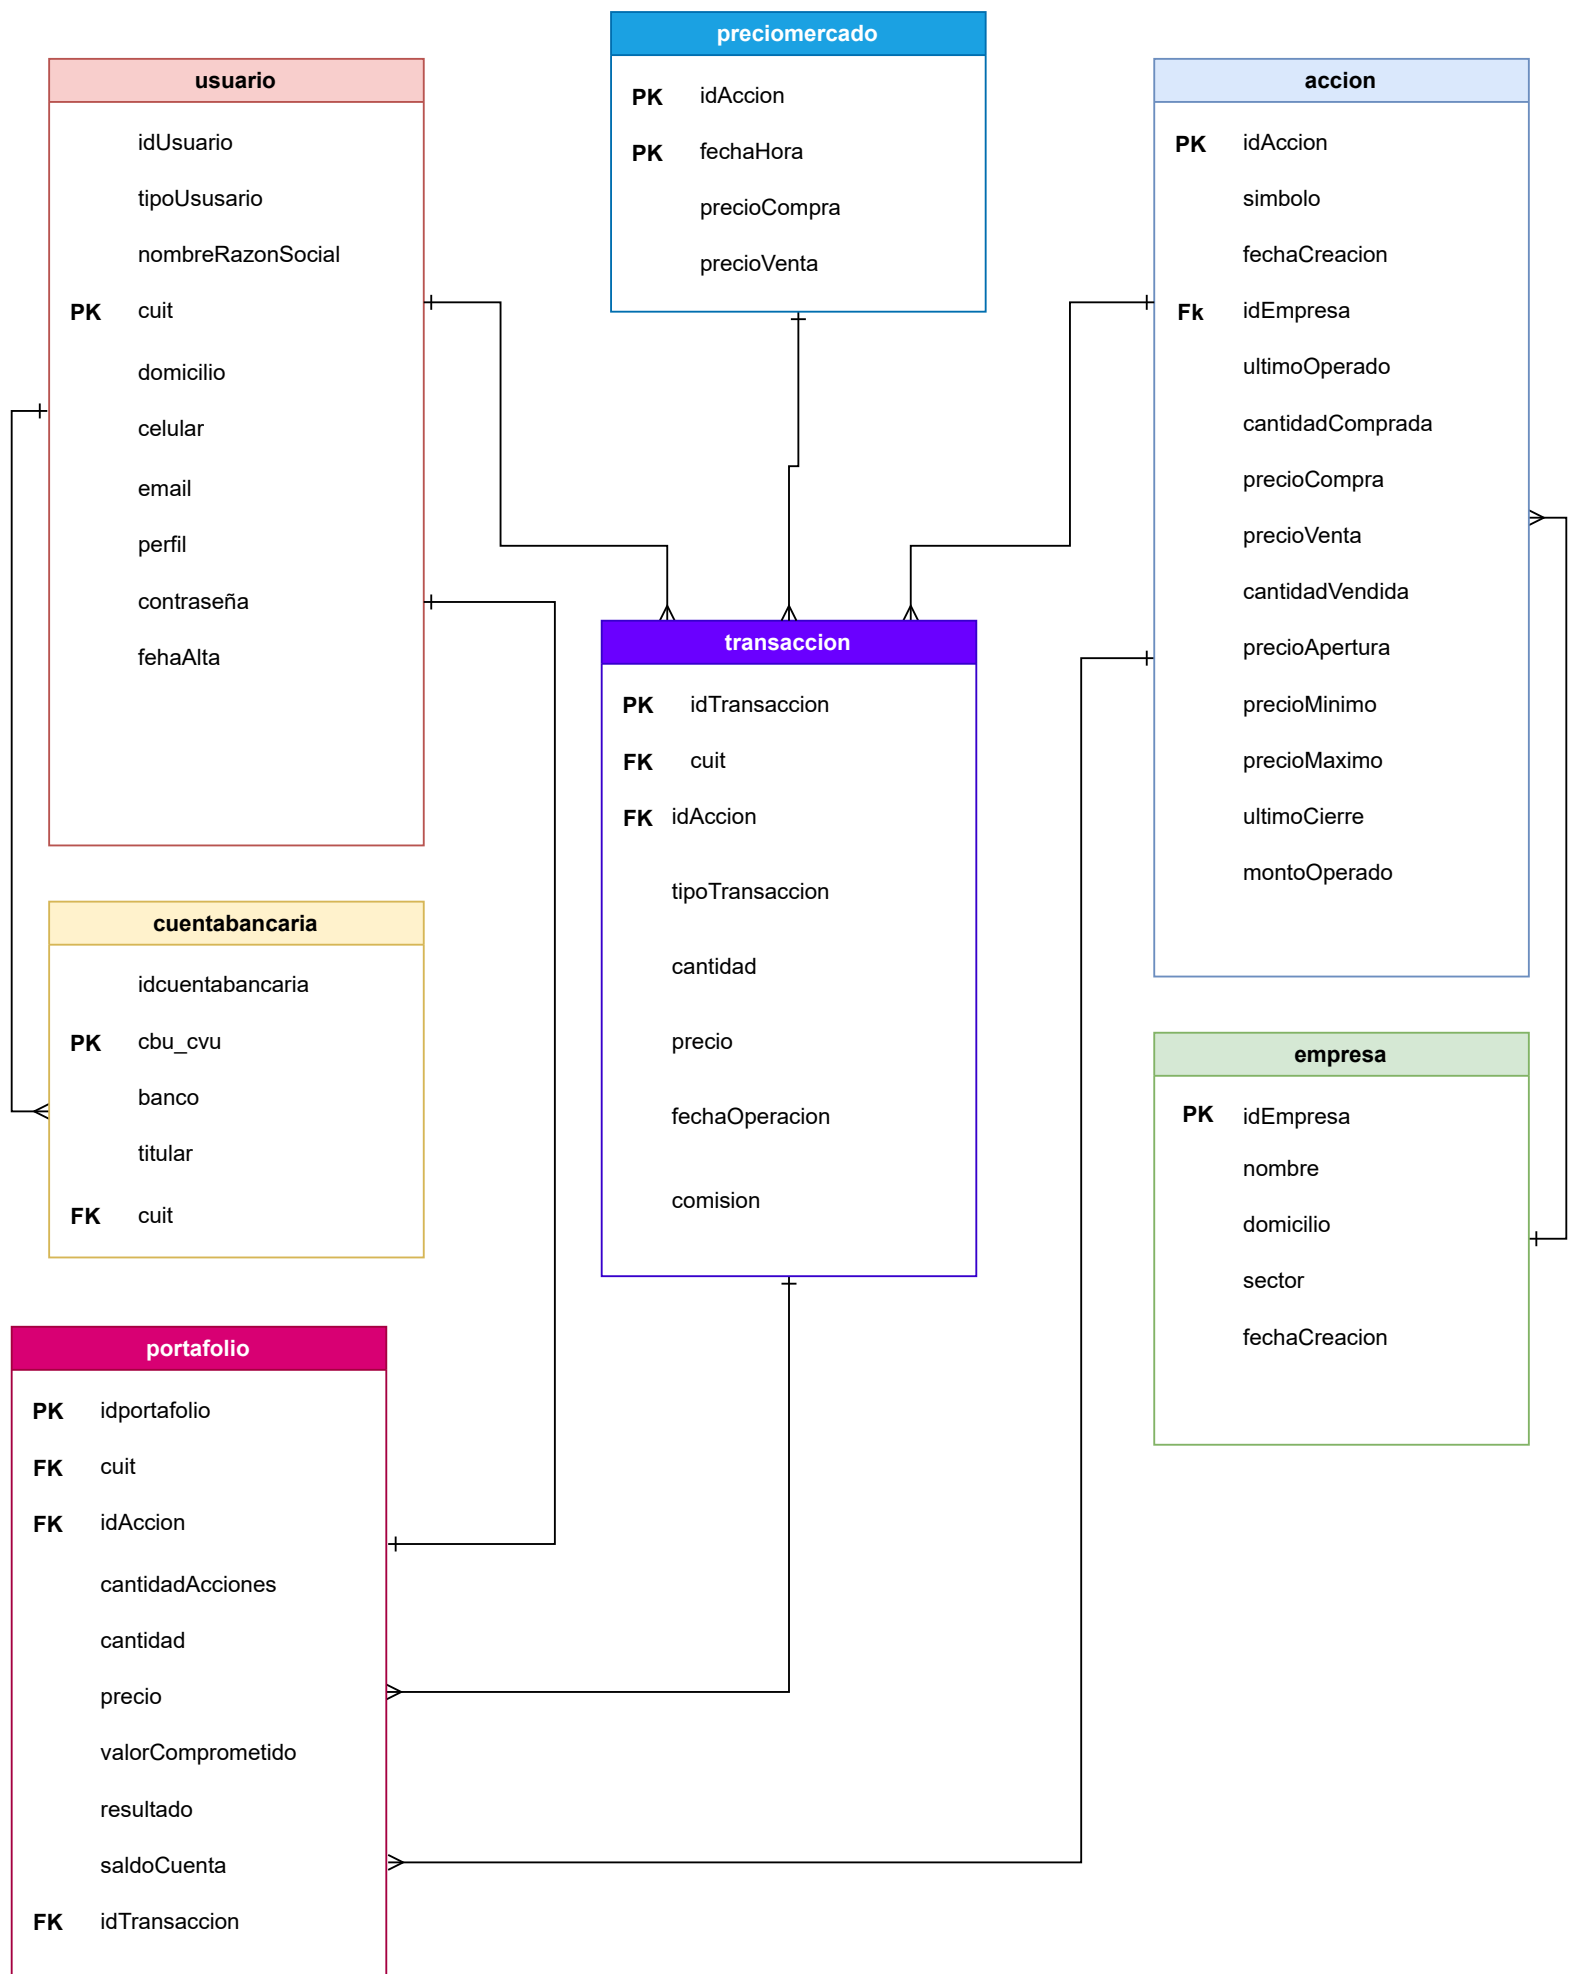 preciomercado
PK idAccion
PK fechaHora
precioCompra
precioVenta
usuario
idUsuario
tipoUsusario
nombreRazonSocial
PK cuit
domicilio
celular
email
perfil
contraseña
fehaAlta
accion
PK idAccion
simbolo
fechaCreacion
Fk idEmpresa
ultimoOperado
cantidadComprada
precioCompra
precioVenta
cantidadVendida
precioApertura
precioMinimo
precioMaximo
ultimoCierre
montoOperado
transaccion
PK idTransaccion
FK cuit
FK idAccion
tipoTransaccion
cantidad
precio
fechaOperacion
comision
cuentabancaria
idcuentabancaria
PK cbu_cvu
banco
titular
FK cuit
empresa
PK idEmpresa
nombre
domicilio
sector
fechaCreacion
portafolio
PK idportafolio
FK cuit
FK idAccion
cantidadAcciones
cantidad
precio
valorComprometido
resultado
saldoCuenta
FK idTransaccion